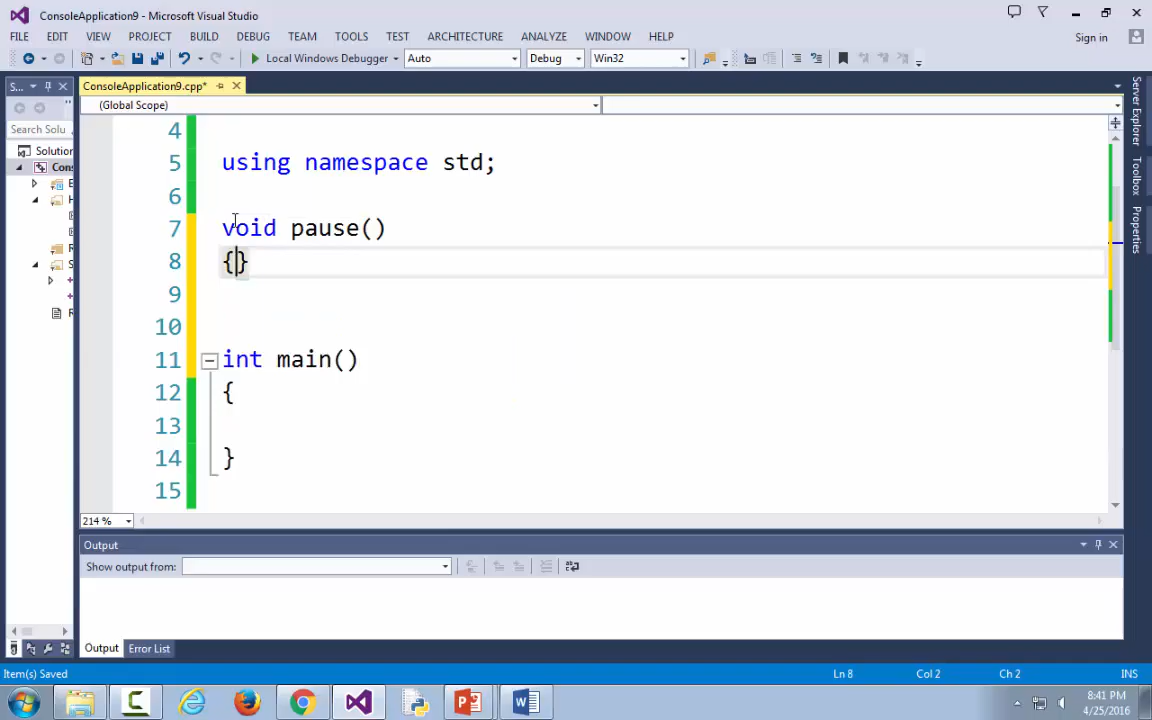 ConsoleApplication9 - Microsoft Visual Studio
FILE EDIT VIEW PROJECT BUILD DEBUG TEAM TOOLS TEST ARCHITECTURE ANALYZE WINDOW HELP
Sign in
Local Windows Debugger Auto Debug Win32
S...
ConsoleApplication9.cpp*
(Global Scope)
Search Solu
Solution
Cons
4
5 using namespace std;
6
7 void pause()
8 {}
9
10
11 int main()
12 {
13
14 }
15
Server Explorer
Toolbox
Properties
214 %
Output
Show output from:
Output Error List
Item(s) Saved
Ln 8 Col 2 Ch 2 INS
8:41 PM
4/25/2016